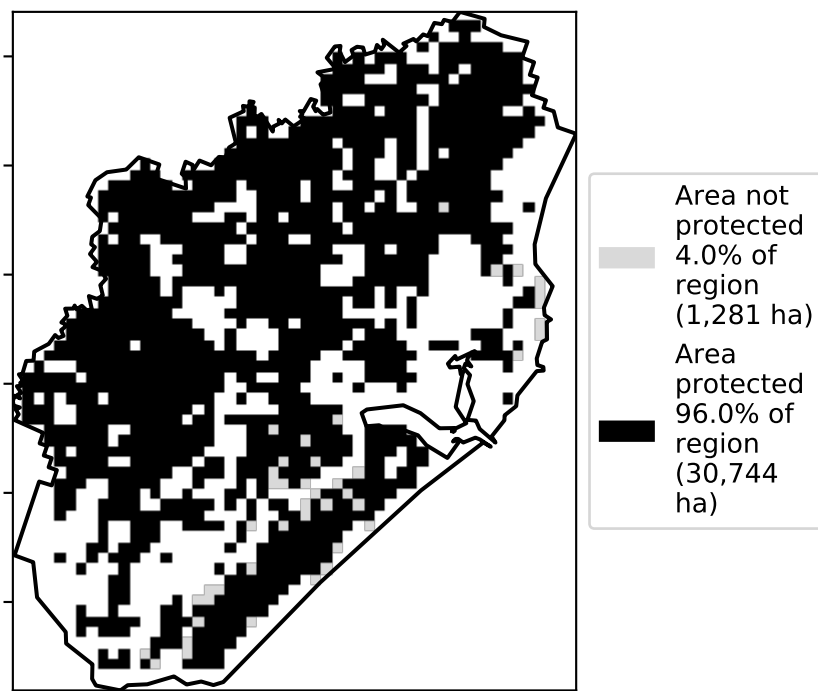 Area not
protected
4.0% of
region
(1,281 ha)
Area
protected
96.0% of
region
(30,744
ha)